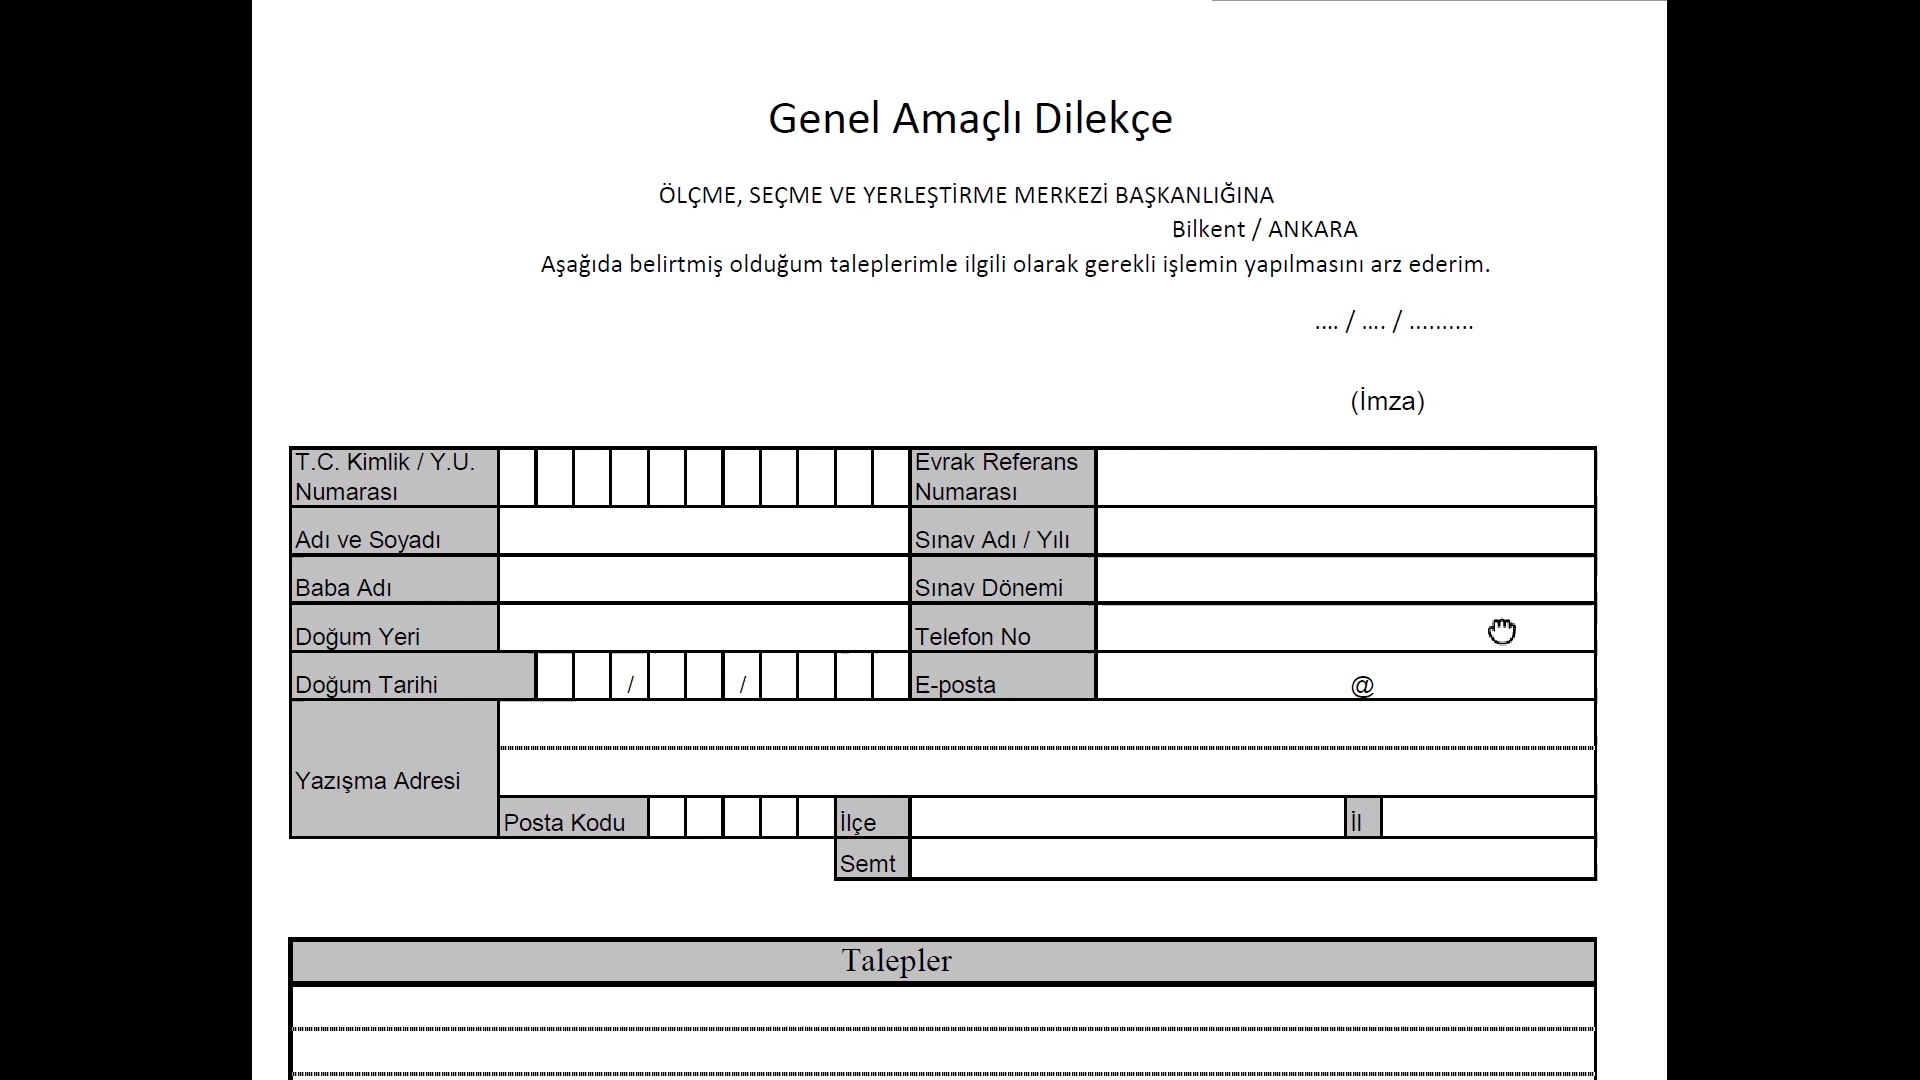 Genel Amaçlı Dilekçe
ÖLÇME, SEÇME VE YERLEŞTİRME MERKEZİ BAŞKANLIĞINA
Bilkent / ANKARA
Aşağıda belirtmiş olduğum taleplerimle ilgili olarak gerekli işlemin yapılmasını arz ederim.
.... / .... / ..........
(İmza)
T.C. Kimlik / Y.U. Numarası
Evrak Referans Numarası
Adı ve Soyadı
Sınav Adı / Yılı
Baba Adı
Sınav Dönemi
Doğum Yeri
Telefon No
Doğum Tarihi / /
E-posta @
Yazışma Adresi
Posta Kodu
İlçe
İl
Semt
Talepler